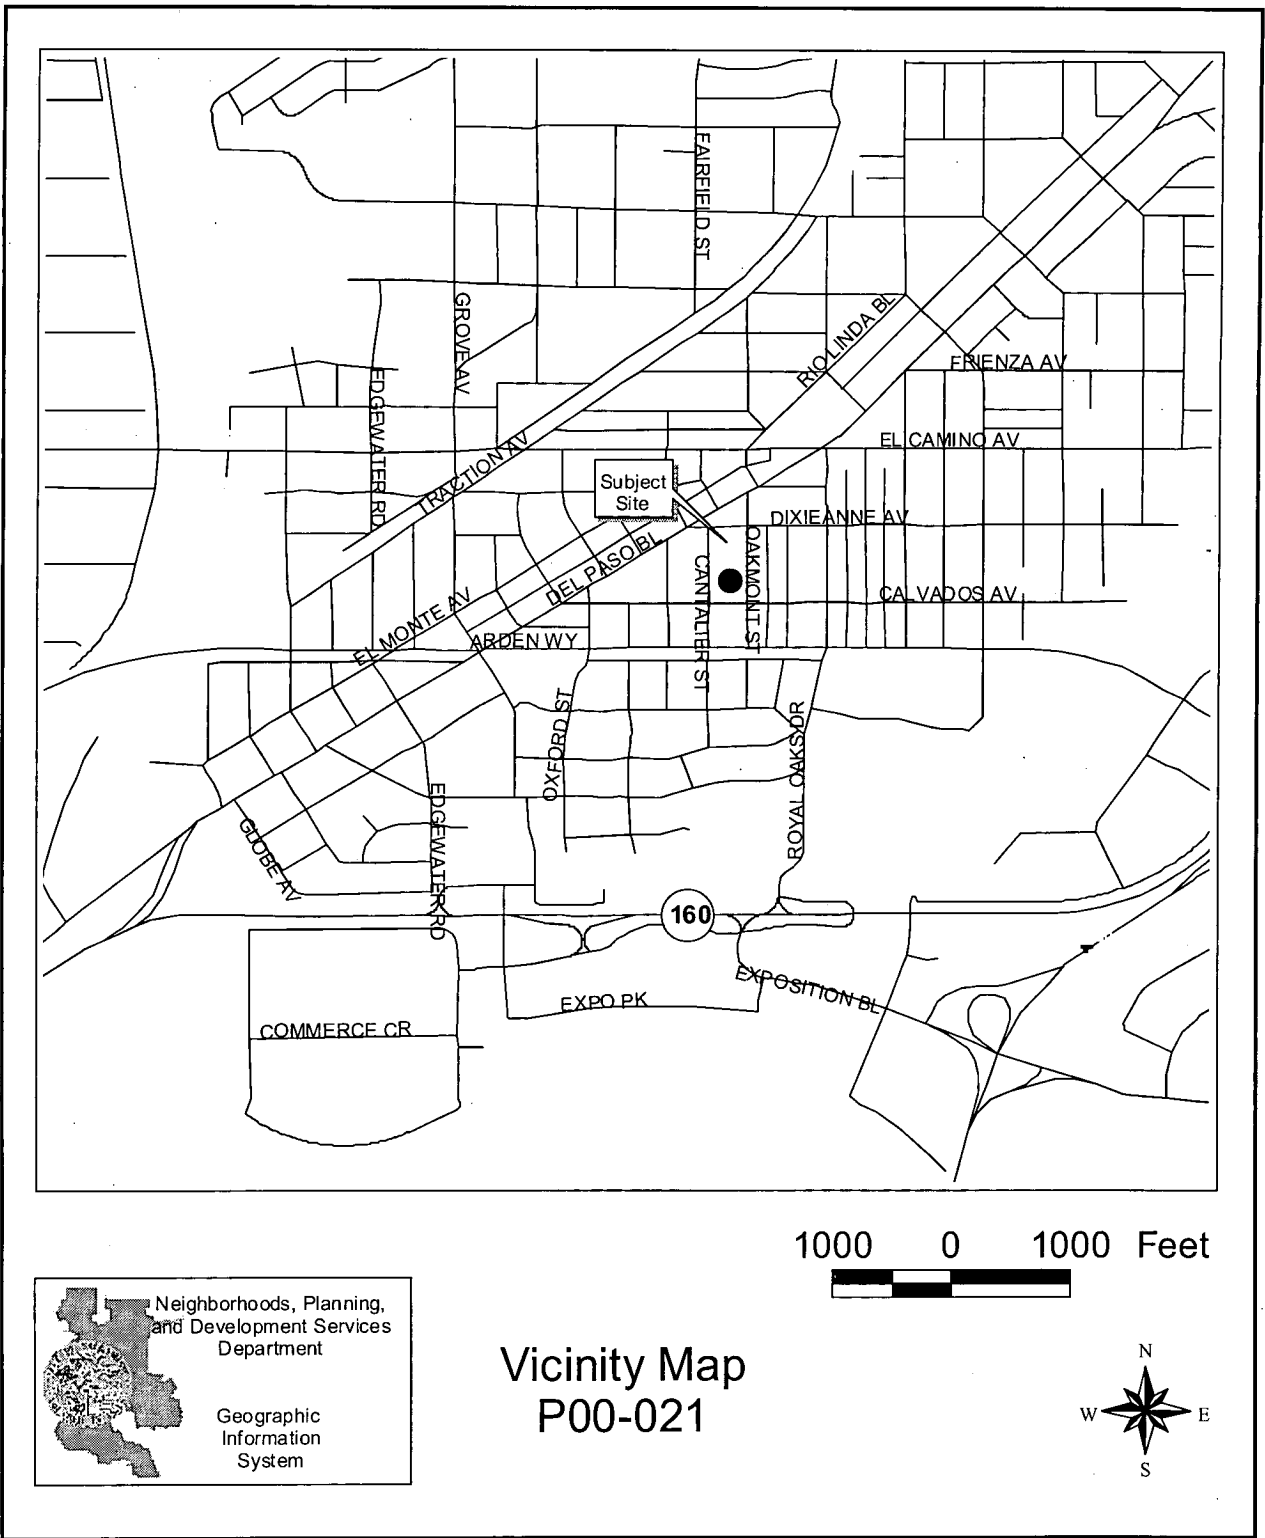 FAIRFIELD ST
GROVE AV
RIO LINDA BL
FRIENZA AV
EDGEWATER RD
TRACTION AV
EL CAMINO AV
Subject
Site
DIXIEANNE AV
OAKMONT ST
DEL PASO BL
CANTALIER ST
CALVADOS AV
EL MONTE AV
ARDEN WY
OXFORD ST
ROYAL OAKS DR
EDGEWATER RD
GLOBE AV
160
EXPOSITION BL
EXPO PK
COMMERCE CR
1000 0 1000 Feet
Neighborhoods, Planning,
and Development Services
Department
Geographic
Information
System
Vicinity Map
P00-021
N
W E
S